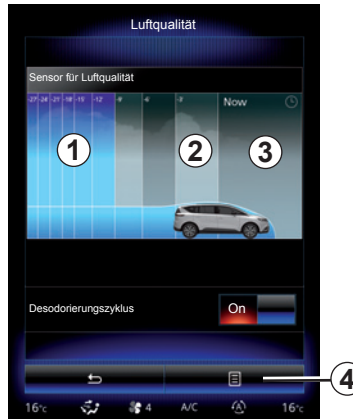 Luftqualität
Sensor für Luftqualität
-27' -24' -21' -18' -15' -12' -9' -6' -3' Now
1 2 3
Desodorierungszyklus On
4
16°c 4 A/C (A) 16°c